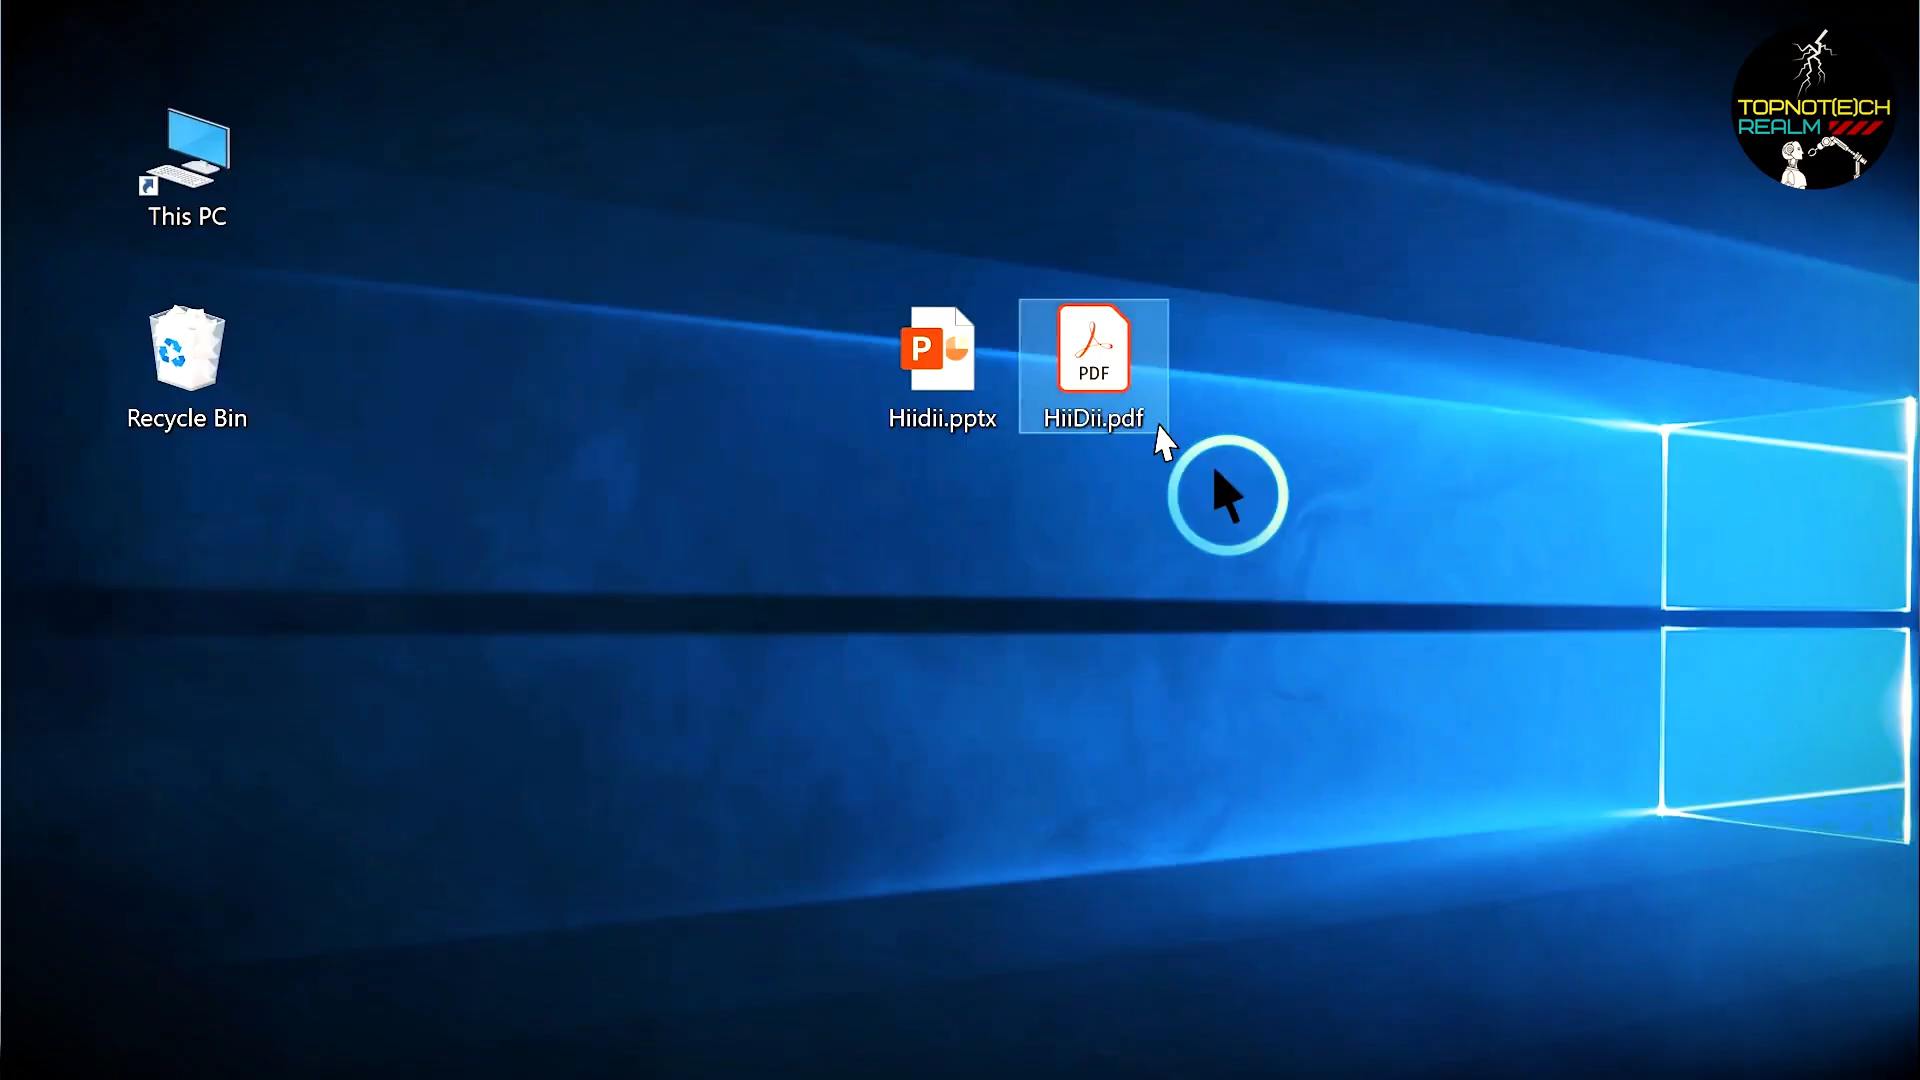 TOPNOT(E)CH
REALM
This PC
Recycle Bin
P
Hiidii.pptx
PDF
HiiDii.pdf